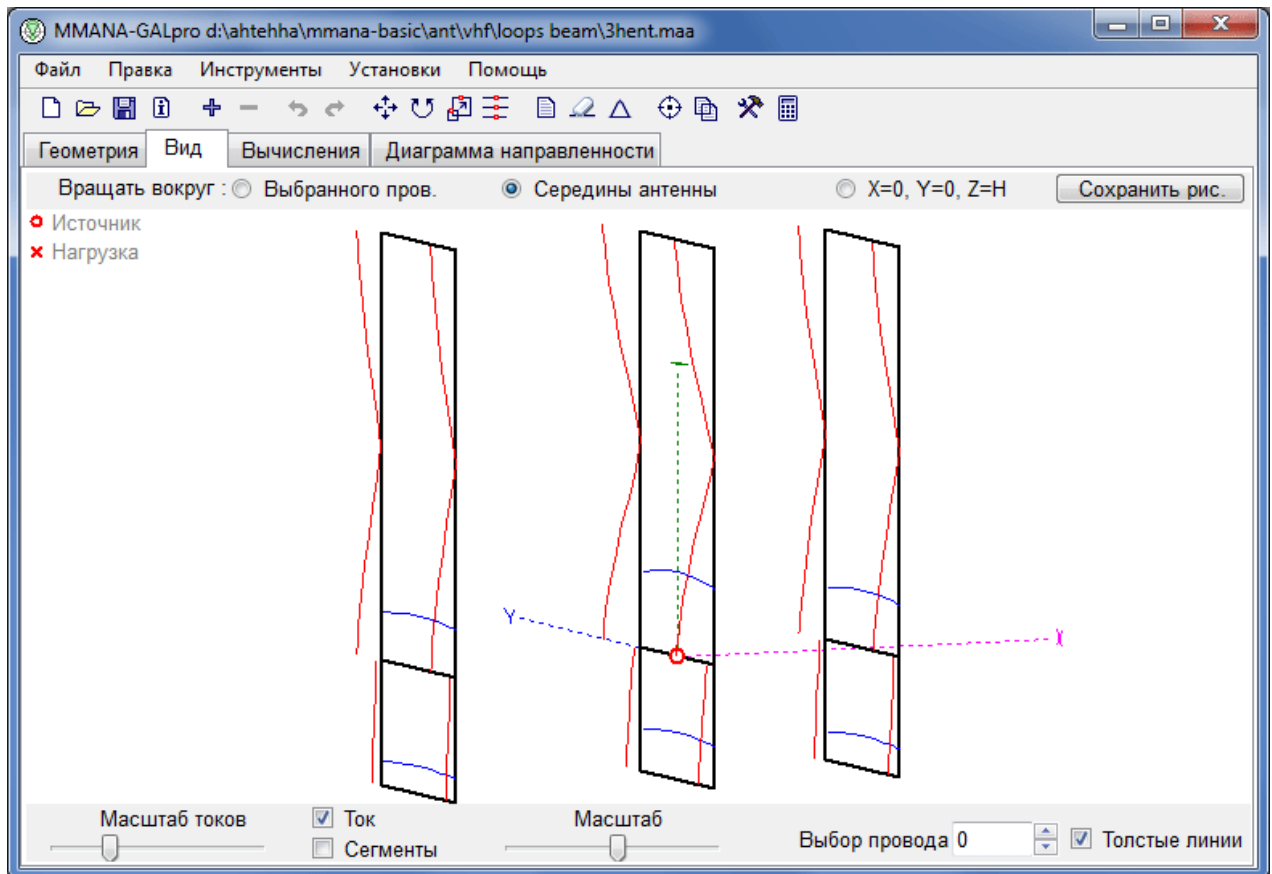 MMANA-GALpro d:\ahtehha\mmana-basic\ant\vhf\loops beam\3hent.maa
Файл Правка Инструменты Установки Помощь
Геометрия Вид Вычисления Диаграмма направленности
Вращать вокруг : Выбранного пров. Середины антенны X=0, Y=0, Z=H Сохранить рис.
Источник
Нагрузка
Y
X
Масштаб токов Ток Масштаб
Выбор провода 0 Толстые линии
Сегменты